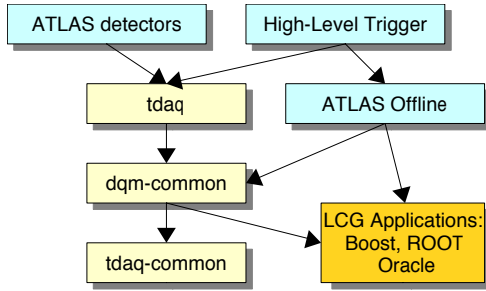 ATLAS detectors
High-Level Trigger
tdaq
ATLAS Offline
dqm-common
LCG Applications:
Boost, ROOT
Oracle
tdaq-common